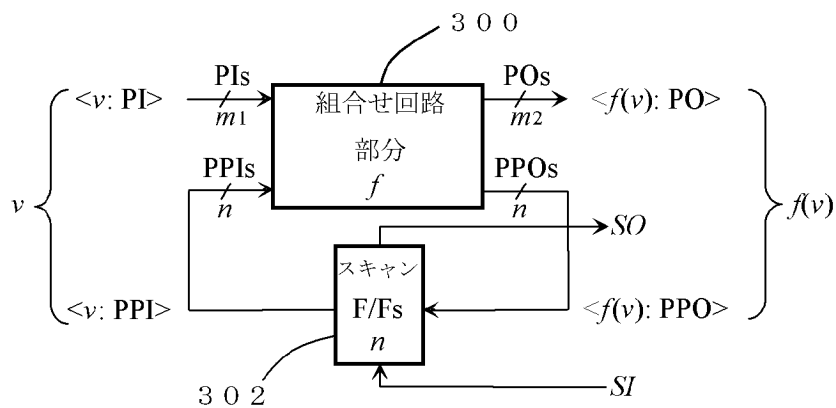 ３００
PIs
POs
<v: PI>
m1
組合せ回路
m2
<f(v): PO>
部分
PPIs
PPOs
f
n
n
v
f(v)
SO
スキャン
<v: PPI>
F/Fs
<f(v): PPO>
n
３０２
SI